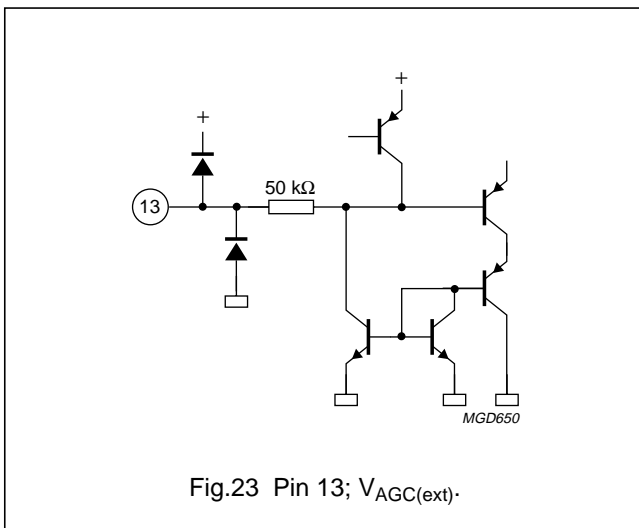 +
+
50 kΩ
13
MGD650
Fig.23 Pin 13; VAGC(ext).